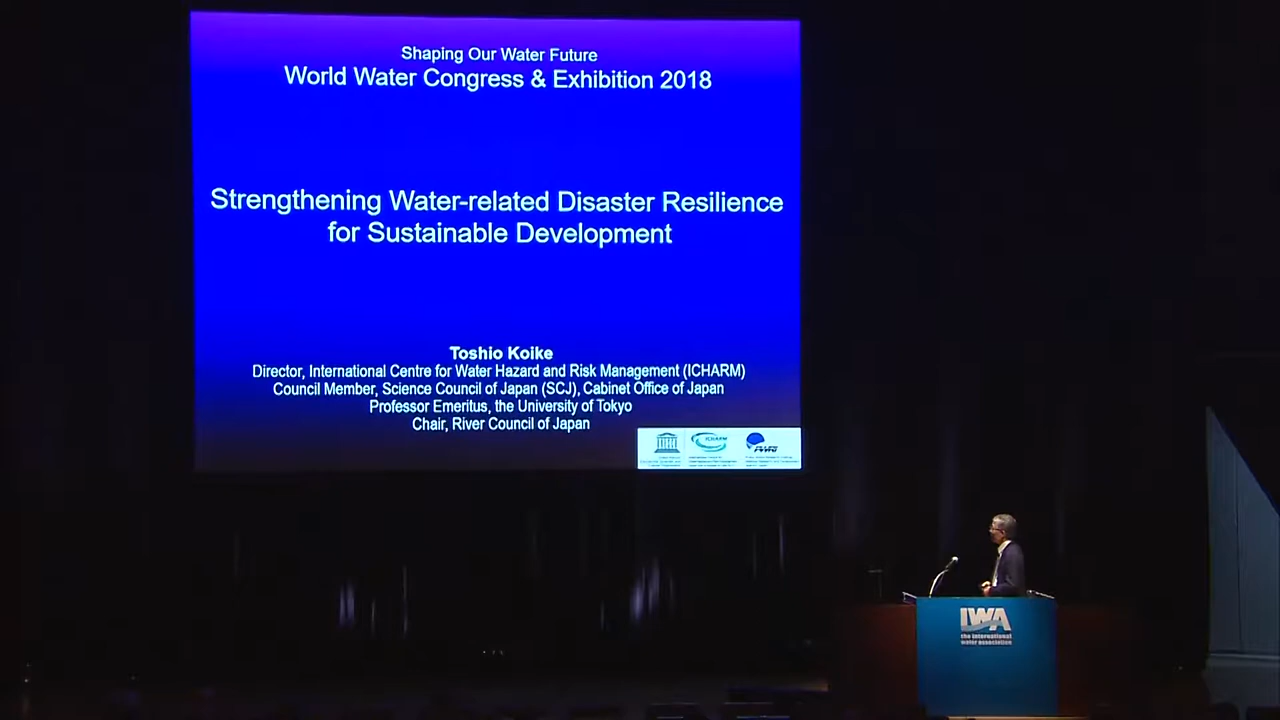 Shaping Our Water Future
World Water Congress & Exhibition 2018
Strengthening Water-related Disaster Resilience
for Sustainable Development
Toshio Koike
Director, International Centre for Water Hazard and Risk Management (ICHARM)
Council Member, Science Council of Japan (SCJ), Cabinet Office of Japan
Professor Emeritus, the University of Tokyo
Chair, River Council of Japan
ICHARM
IWA
the international
water association